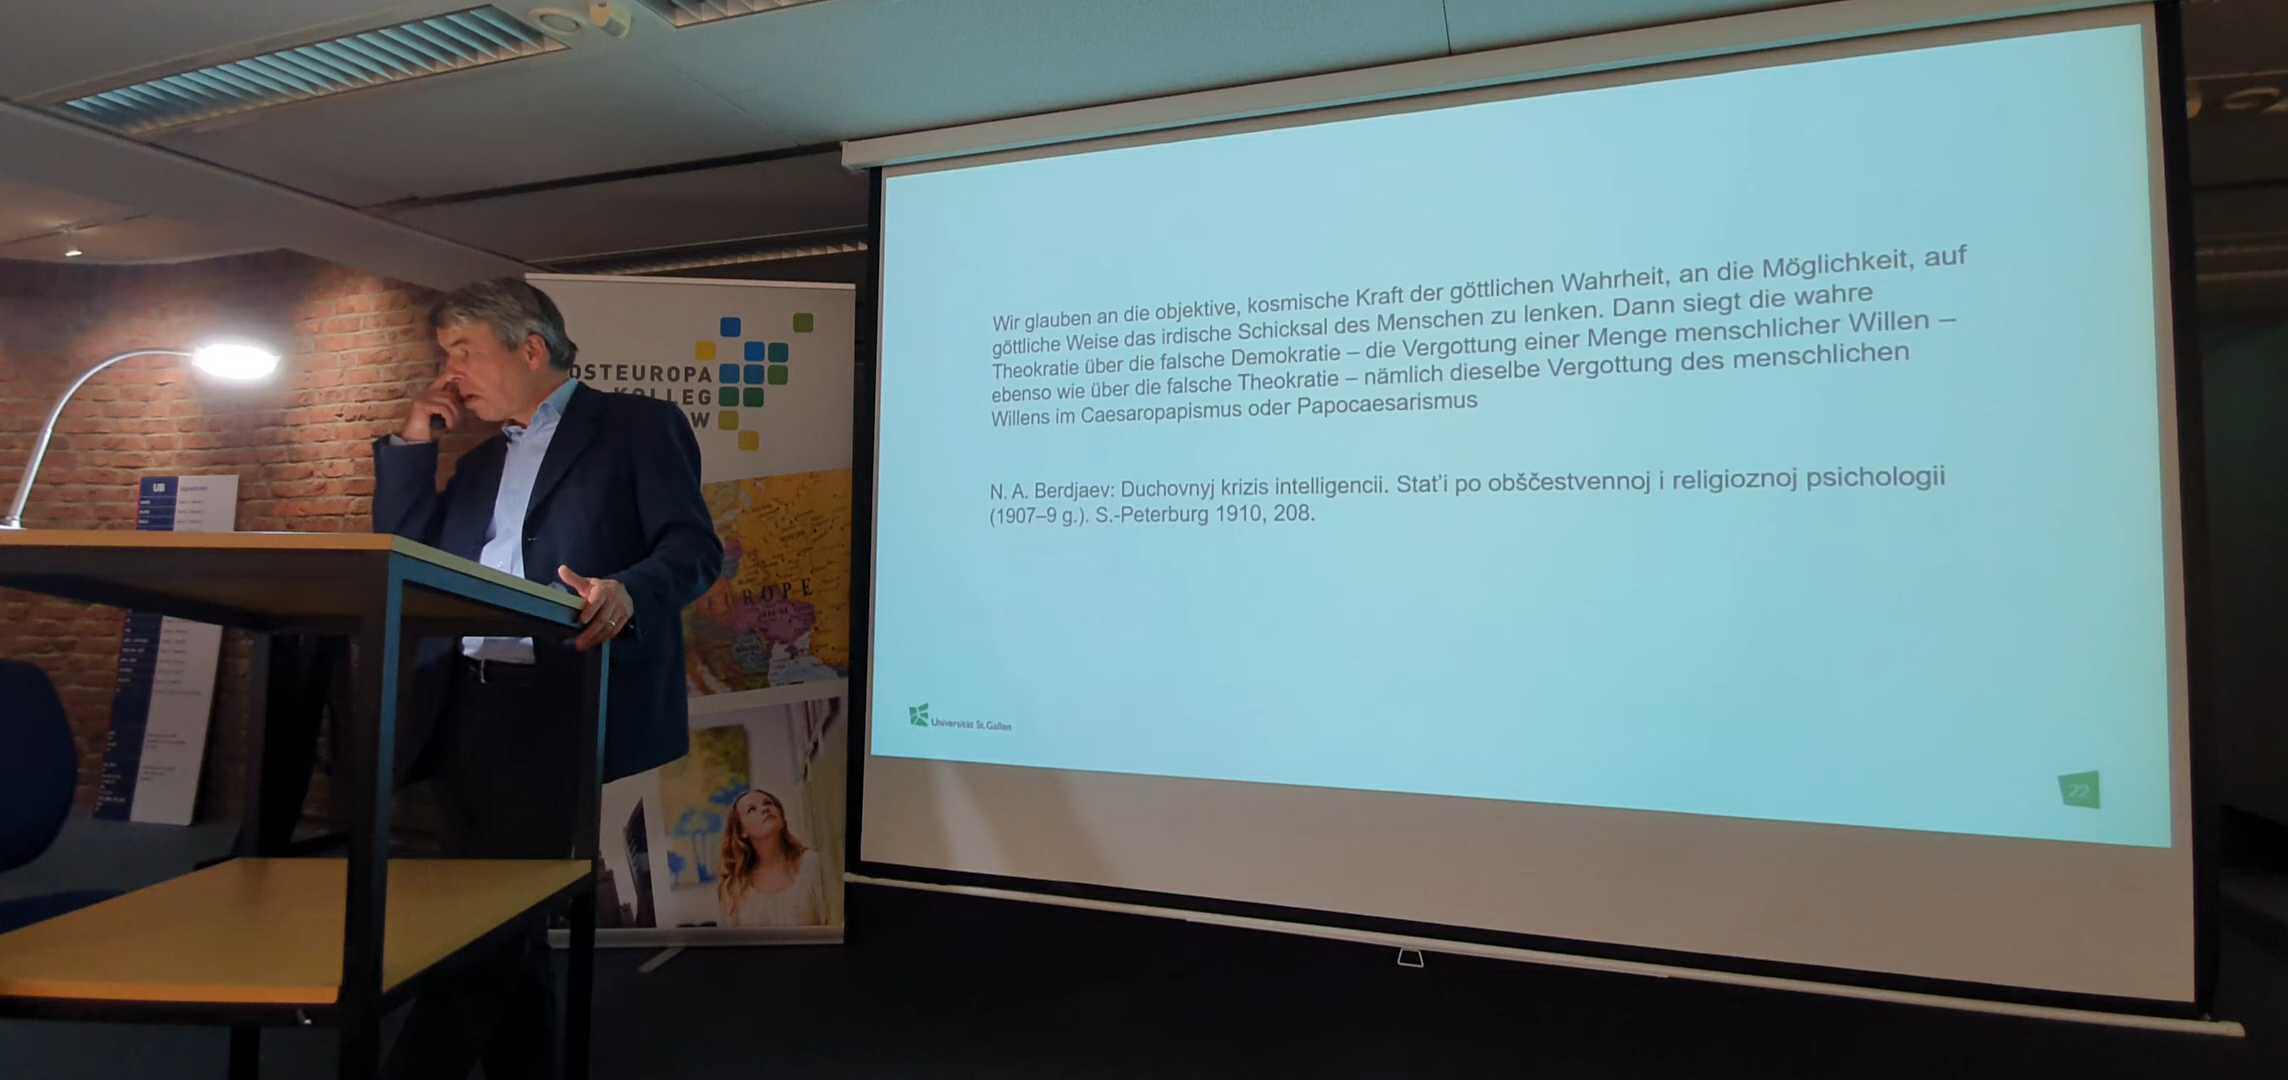 Wir glauben an die objektive, kosmische Kraft der göttlichen Wahrheit, an die Möglichkeit, auf
göttliche Weise das irdische Schicksal des Menschen zu lenken. Dann siegt die wahre
Theokratie über die falsche Demokratie – die Vergottung einer Menge menschlicher Willen –
ebenso wie über die falsche Theokratie – nämlich dieselbe Vergottung des menschlichen
Willens im Caesaropapismus oder Papocaesarismus
N. A. Berdjaev: Duchovnyj krizis intelligencii. Stat'i po obščestvennoj i religioznoj psichologii
(1907–9 g.). S.-Peterburg 1910, 208.
Universität St.Gallen
22
OSTEUROPA
KOLLEG
W
UROPE
UB